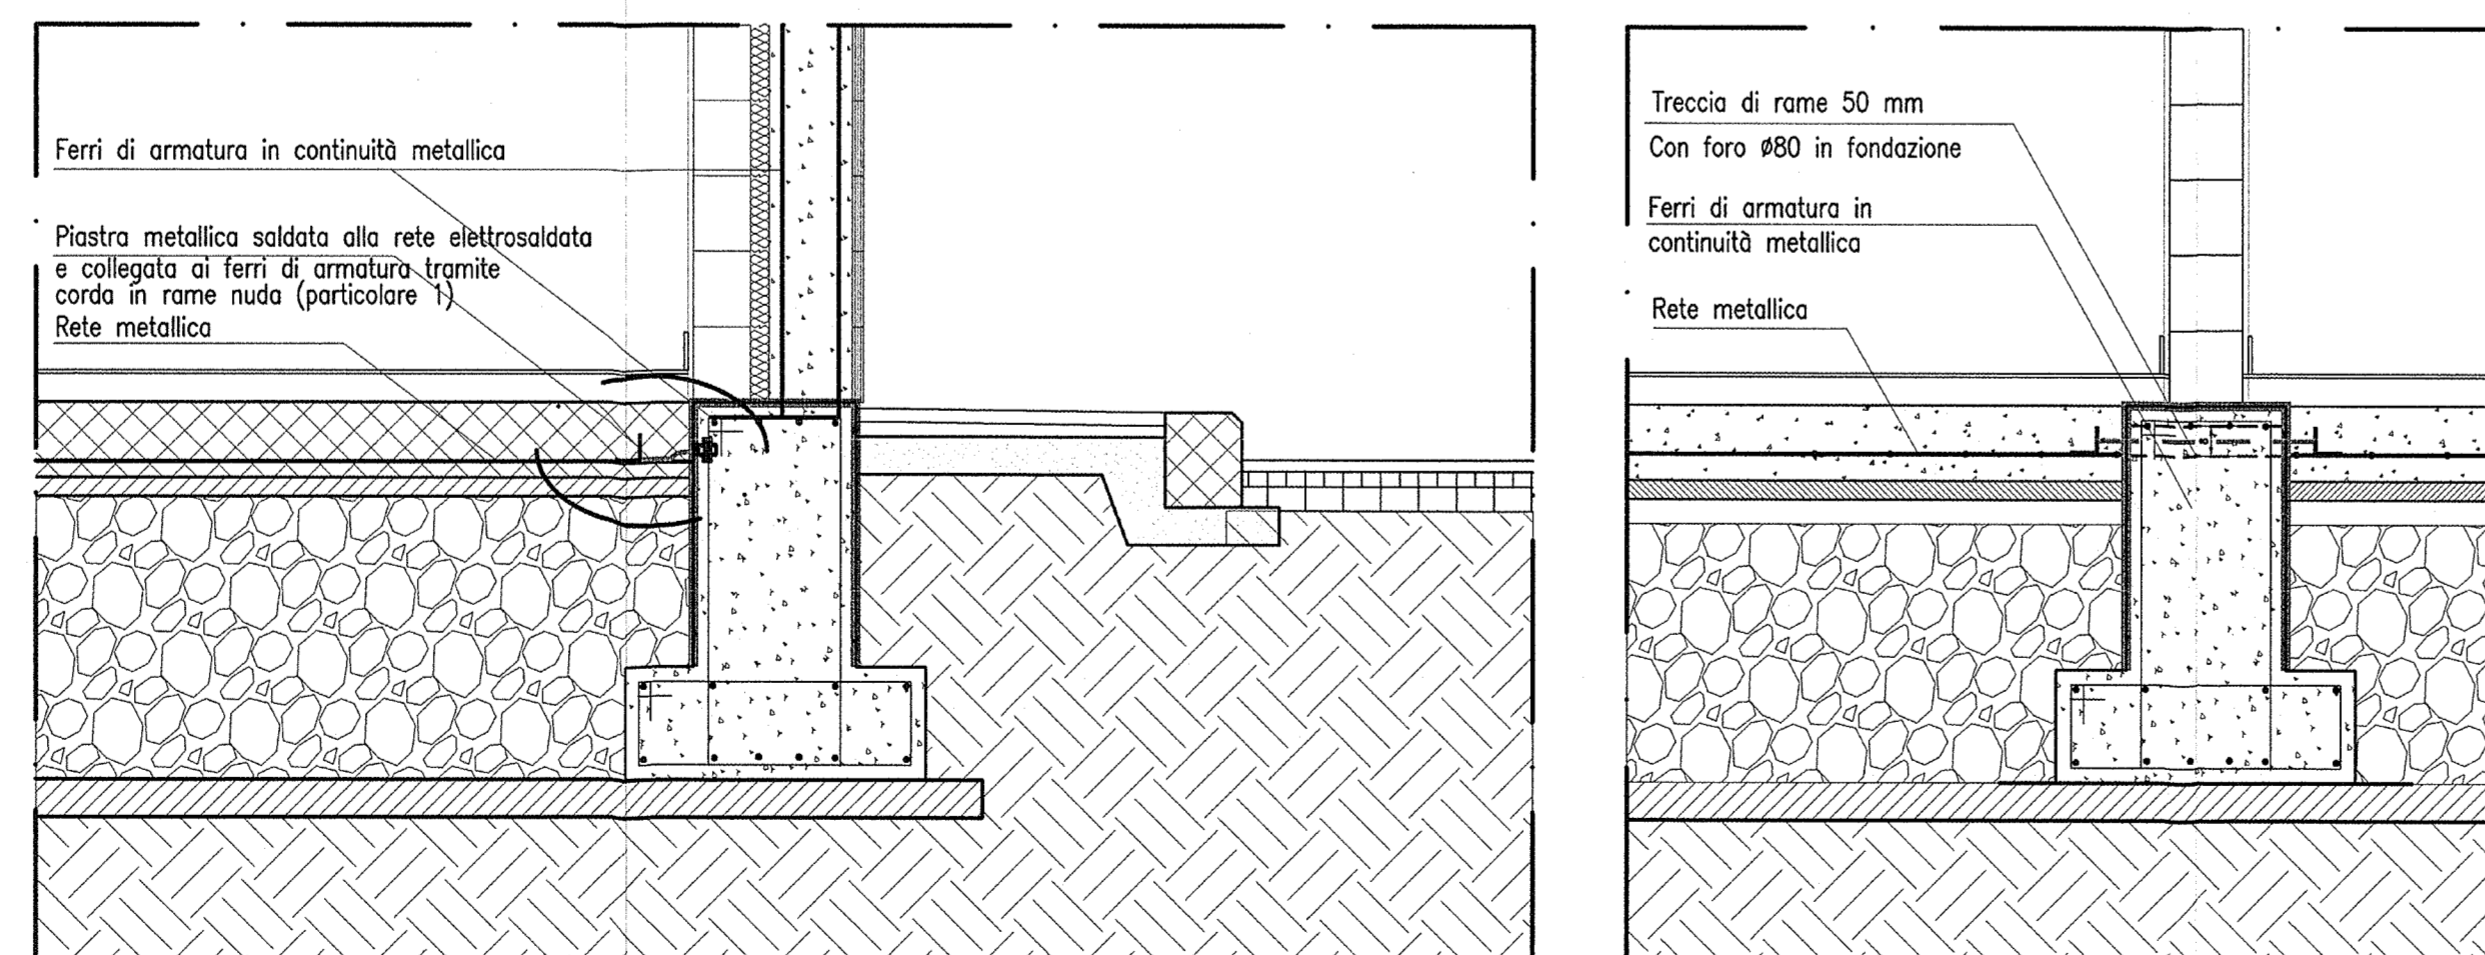 Ferri di armatura in continuità metallica
Piastra metallica saldata alla rete elettrosaldata
e collegata ai ferri di armatura tramite
corda in rame nuda (particolare 1)
Rete metallica
Treccia di rame 50 mm
Con foro Ø80 in fondazione
Ferri di armatura in
continuità metallica
Rete metallica